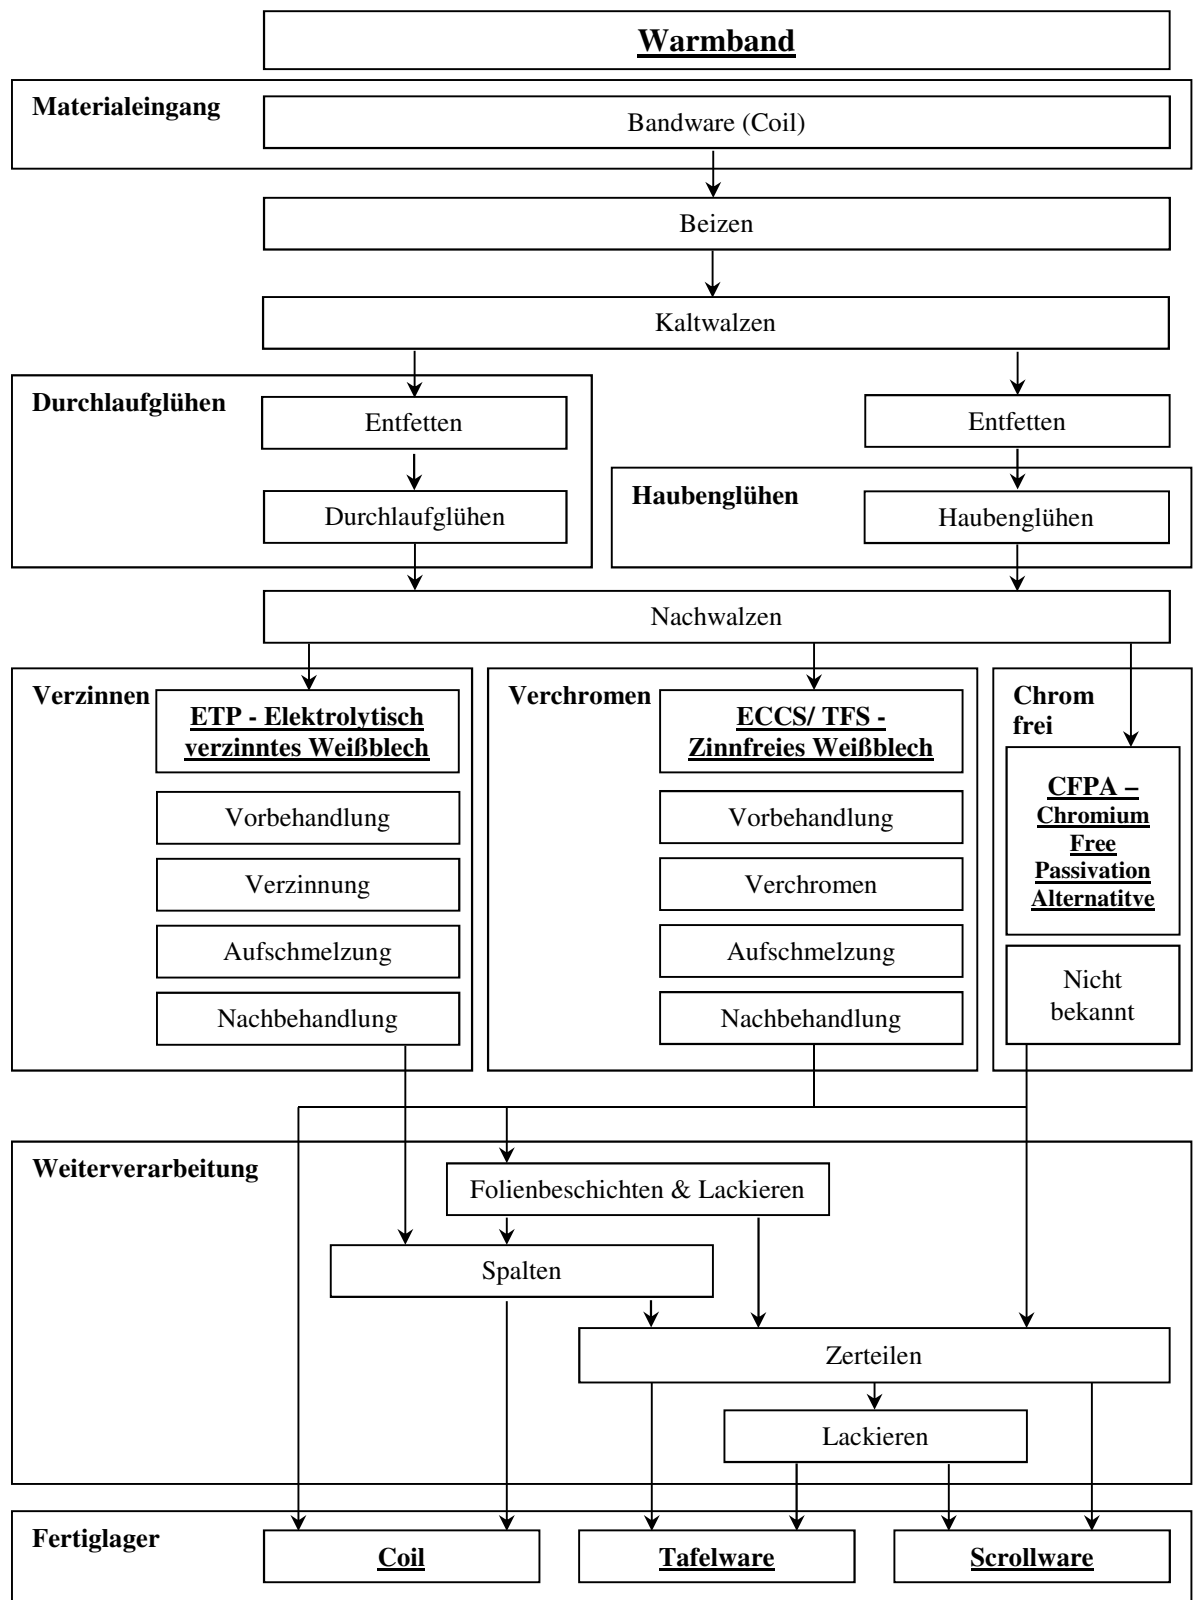 Warmband
Materialeingang
Bandware (Coil)
Beizen
Kaltwalzen
Durchlaufglühen
Entfetten
Entfetten
Durchlaufglühen
Haubenglühen
Haubenglühen
Nachwalzen
Verzinnen
ETP - Elektrolytisch
verzinntes Weißblech
Vorbehandlung
Verzinnung
Aufschmelzung
Nachbehandlung
Verchromen
ECCS/ TFS -
Zinnfreies Weißblech
Vorbehandlung
Verchromen
Aufschmelzung
Nachbehandlung
Chrom
frei
CFPA –
Chromium
Free
Passivation
Alternatitve
Nicht
bekannt
Weiterverarbeitung
Folienbeschichten & Lackieren
Spalten
Zerteilen
Lackieren
Fertiglager
Coil
Tafelware
Scrollware